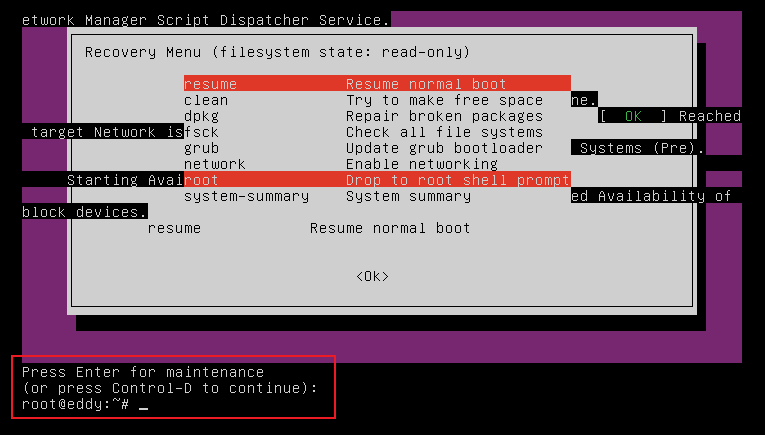 etwork Manager Script Dispatcher Service.
Recovery Menu (filesystem state: read-only)
resume Resume normal boot
clean Try to make free space ne.
dpkg Repair broken packages [ OK ] Reached
target Network is fsck Check all file systems
grub Update grub bootloader Systems (Pre).
network Enable networking
Starting Avai root Drop to root shell prompt
system-summary System summary ed Availability of
block devices.
resume Resume normal boot
<Ok>
Press Enter for maintenance
(or press Control-D to continue):
root@eddy:~# _